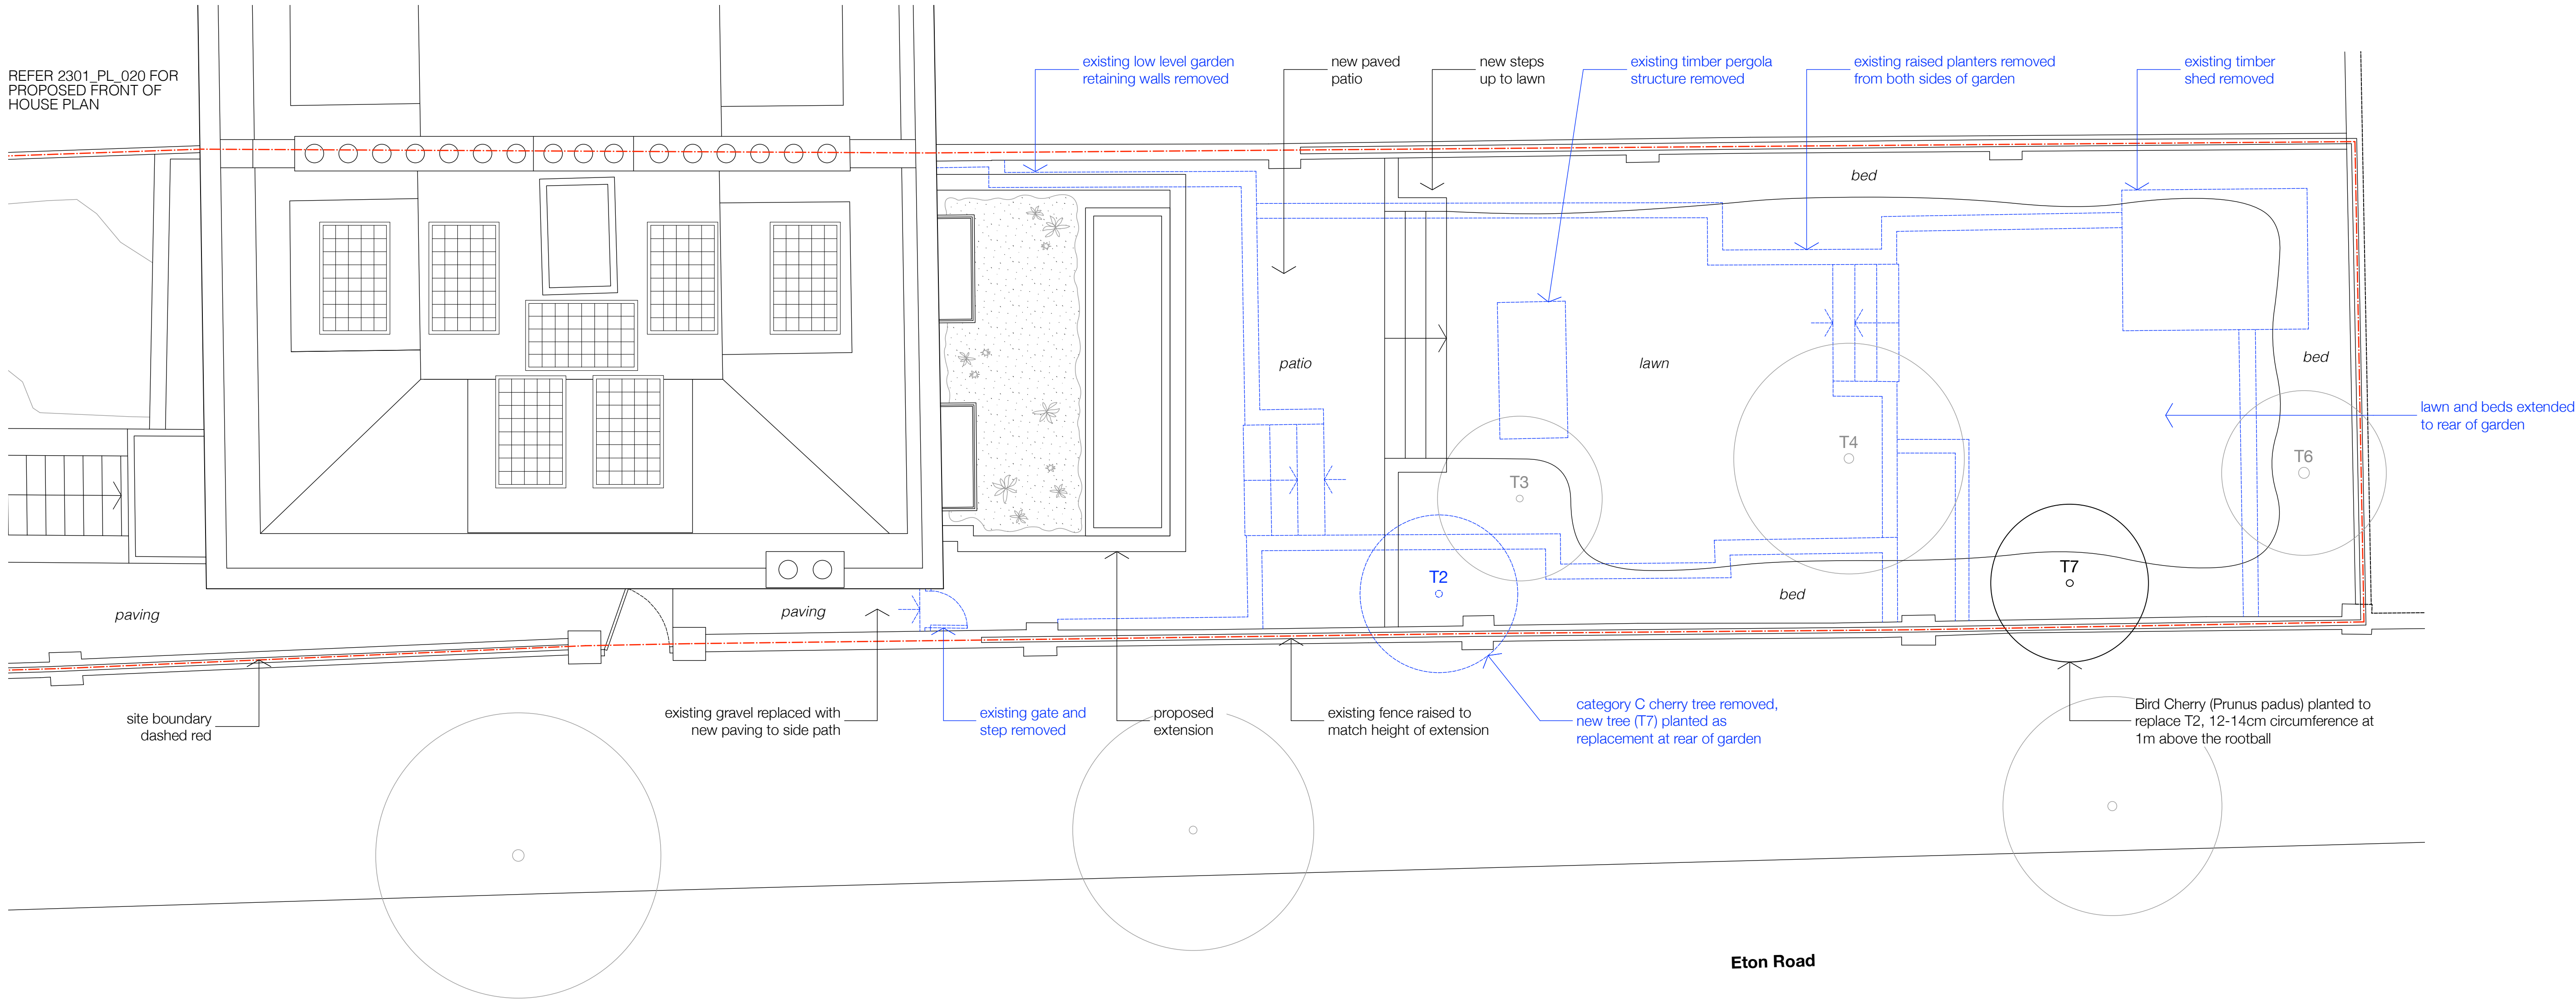 REFER 2301_PL_020 FOR
PROPOSED FRONT OF
HOUSE PLAN
existing low level garden
retaining walls removed
new paved
patio
new steps
up to lawn
existing timber pergola
structure removed
existing raised planters removed
from both sides of garden
existing timber
shed removed
bed
patio
lawn
bed
lawn and beds extended
to rear of garden
T4
T6
T3
T2
T7
bed
paving
paving
site boundary
dashed red
existing gravel replaced with
new paving to side path
existing gate and
step removed
proposed
extension
existing fence raised to
match height of extension
category C cherry tree removed,
new tree (T7) planted as
replacement at rear of garden
Bird Cherry (Prunus padus) planted to
replace T2, 12-14cm circumference at
1m above the rootball
Eton Road